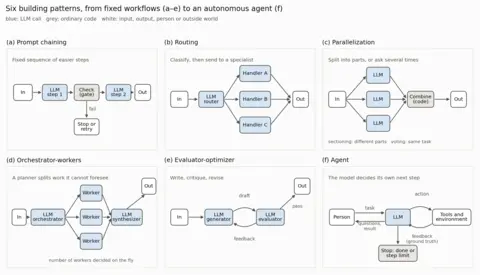 Six building patterns, from fixed workflows (a–e) to an autonomous agent (f)
blue: LLM call grey: ordinary code white: input, output, person or outside world
(a) Prompt chaining
Fixed sequence of easier steps
In
LLM
step 1
Check
(gate)
LLM
step 2
Out
fail
Stop or
retry
(b) Routing
Classify, then send to a specialist
In
LLM
router
Handler A
Handler B
Handler C
Out
(c) Parallelization
Split into parts, or ask several times
In
LLM
LLM
LLM
Combine
(code)
Out
sectioning: different parts voting: same task
(d) Orchestrator-workers
A planner splits work it cannot foresee
In
LLM
orchestrator
Worker
Worker
Worker
LLM
synthesizer
Out
number of workers decided on the fly
(e) Evaluator-optimizer
Write, critique, revise
In
LLM
generator
draft
feedback
LLM
evaluator
pass
Out
(f) Agent
The model decides its own next step
Person
task
questions,
result
LLM
action
feedback
(ground truth)
Tools and
environment
Stop: done or
step limit